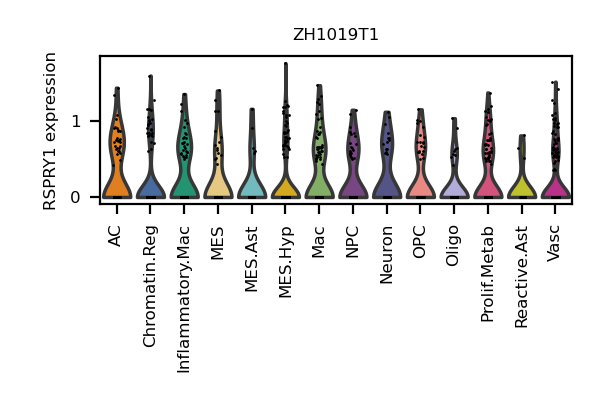 ZH1019T1
RSPRY1 expression
1
0
AC
Chromatin.Reg
Inflammatory.Mac
MES
MES.Ast
MES.Hyp
Mac
NPC
Neuron
OPC
Oligo
Prolif.Metab
Reactive.Ast
Vasc